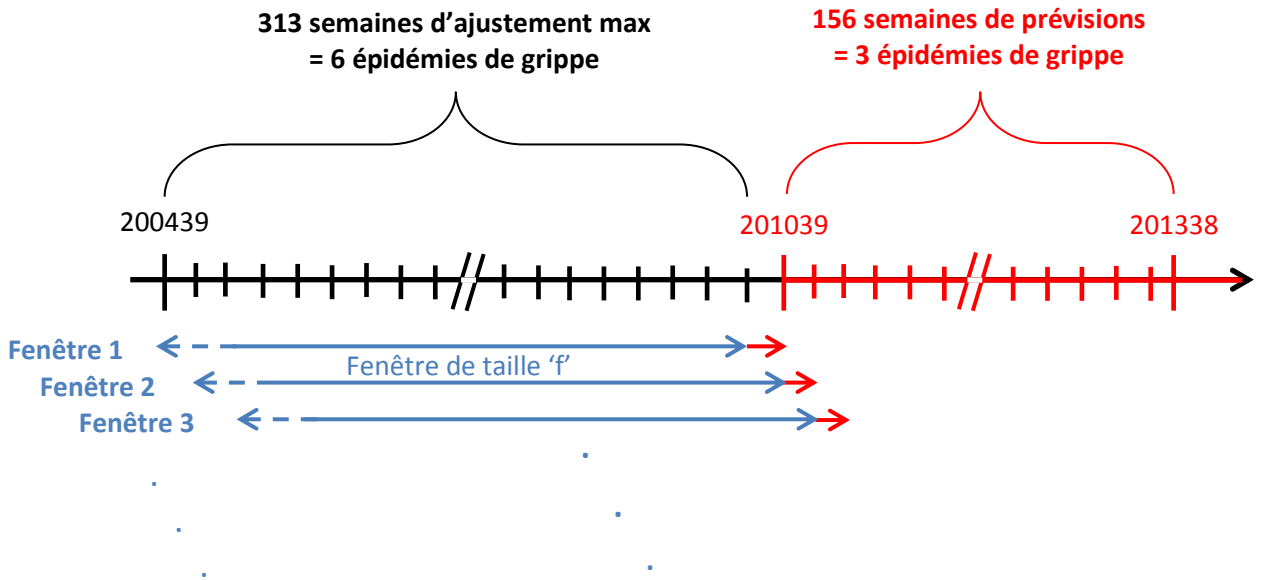 313 semaines d’ajustement max
= 6 épidémies de grippe
156 semaines de prévisions
= 3 épidémies de grippe
200439
201039
201338
Fenêtre 1
Fenêtre de taille ‘f’
Fenêtre 2
Fenêtre 3